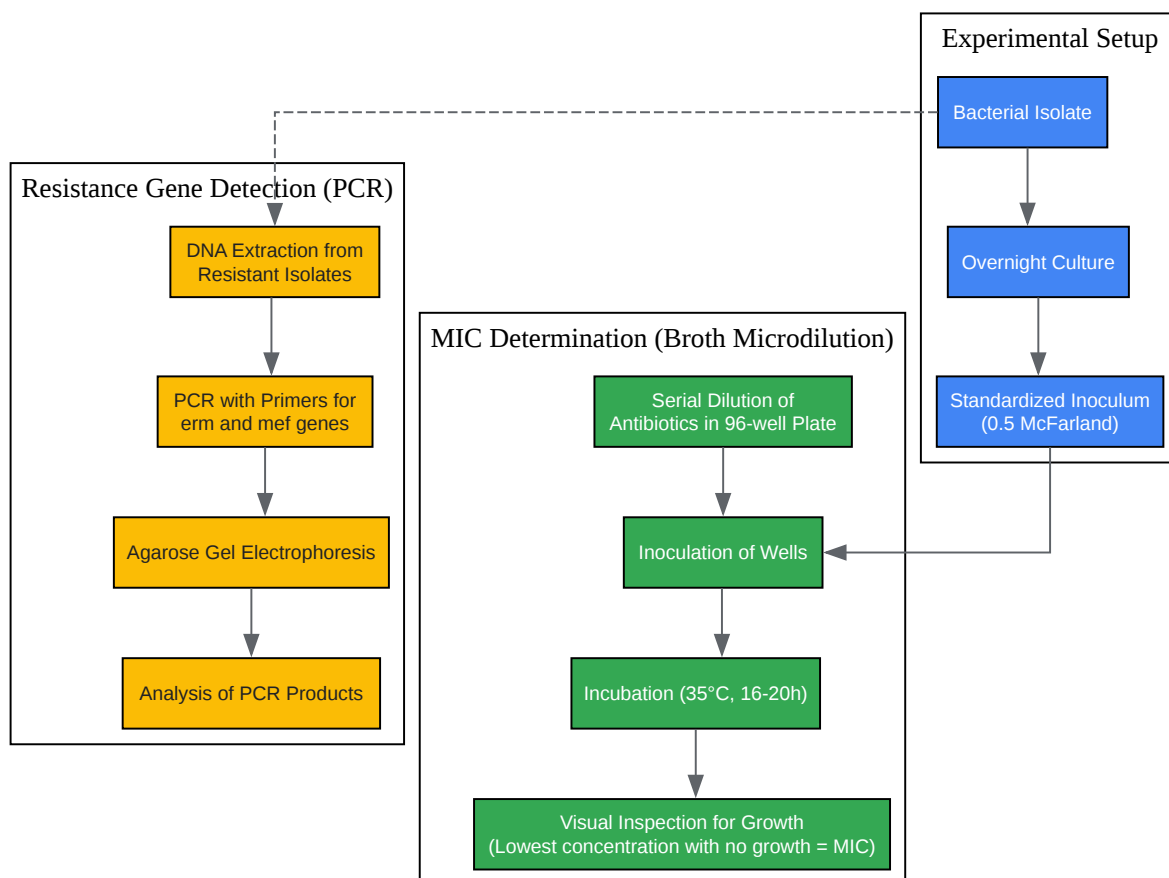 Experimental Setup
Bacterial Isolate
Overnight Culture
Standardized Inoculum
(0.5 McFarland)
Resistance Gene Detection (PCR)
DNA Extraction from
Resistant Isolates
PCR with Primers for
erm and mef genes
Agarose Gel Electrophoresis
Analysis of PCR Products
MIC Determination (Broth Microdilution)
Serial Dilution of
Antibiotics in 96-well Plate
Inoculation of Wells
Incubation (35°C, 16-20h)
Visual Inspection for Growth
(Lowest concentration with no growth = MIC)